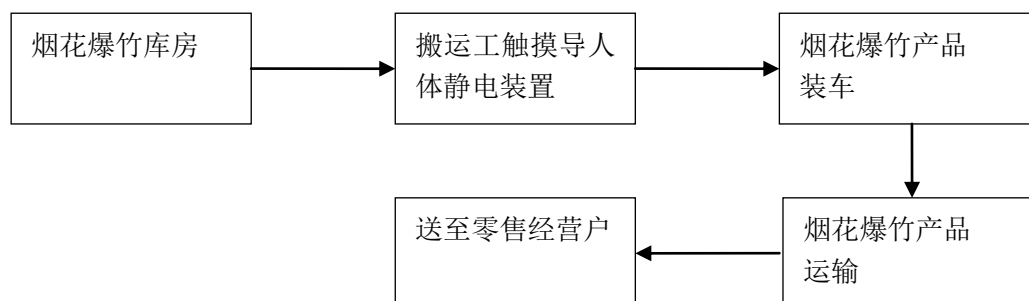 烟花爆竹库房
搬运工触摸导人
体静电装置
烟花爆竹产品
装车
烟花爆竹产品
运输
送至零售经营户